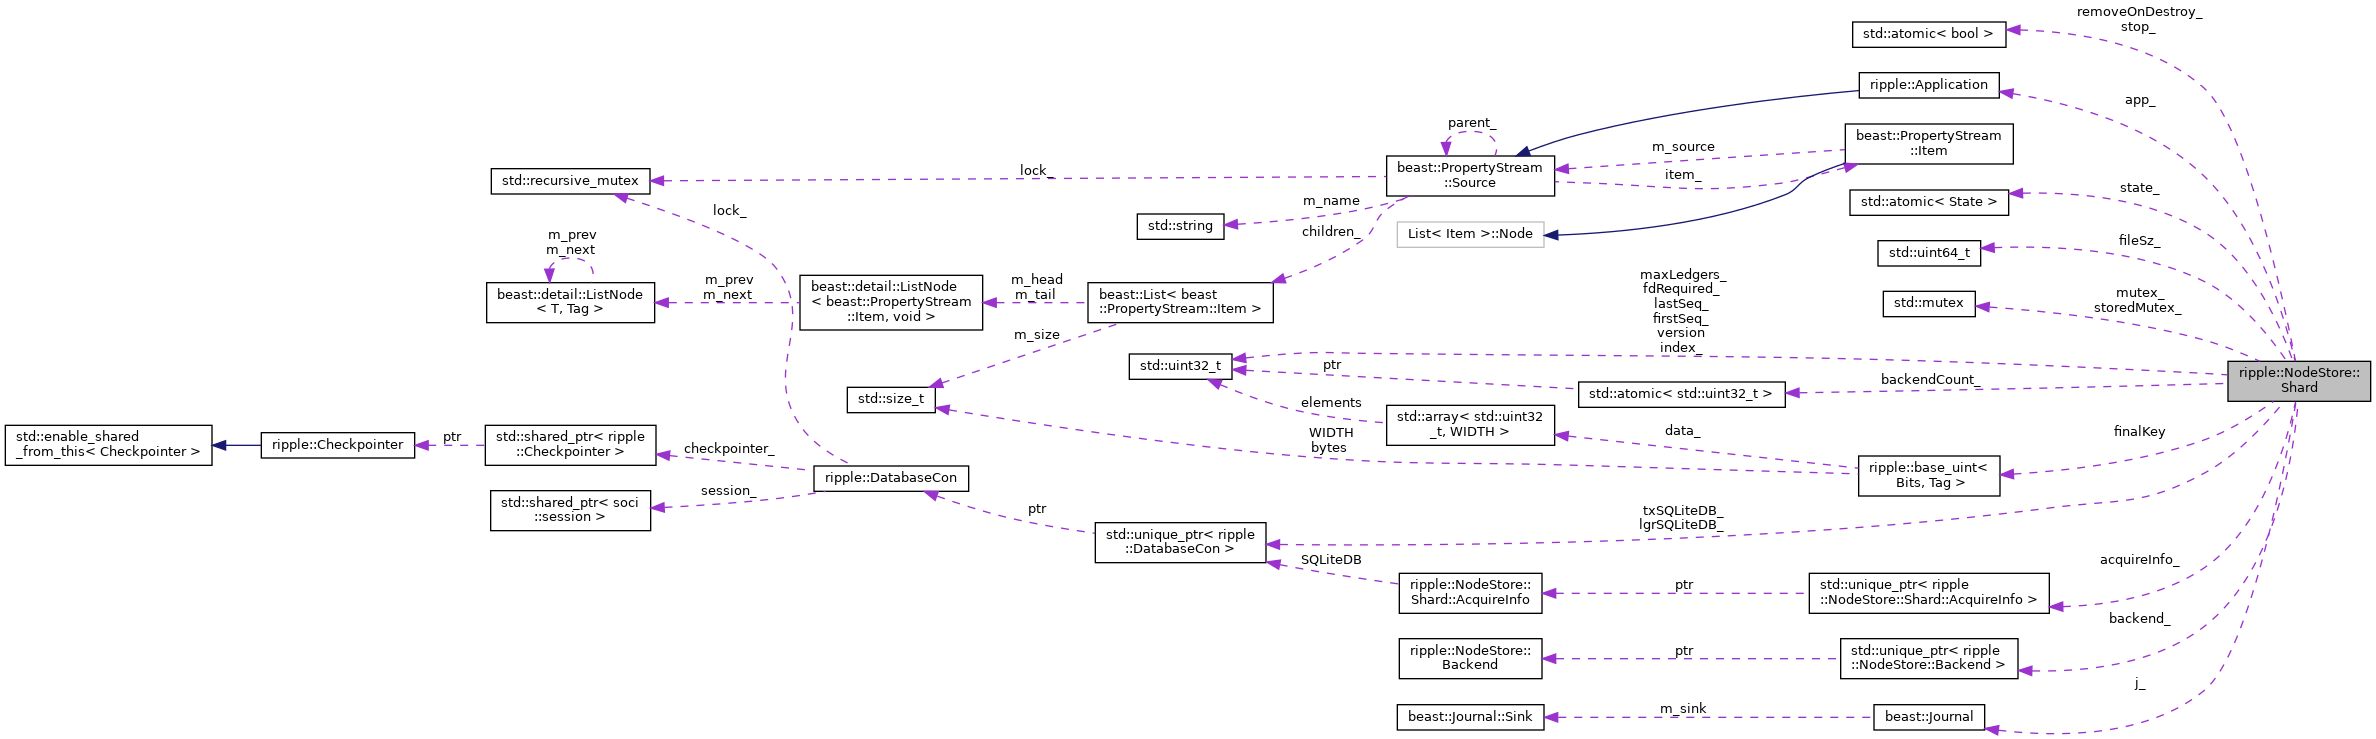 removeOnDestroy_
stop_
std::atomic< bool >
ripple::Application
app_
parent_
beast::PropertyStream
::Item
m_source
item_
beast::PropertyStream
::Source
lock_
std::recursive_mutex
lock_
m_name
std::string
children_
List< Item >::Node
state_
std::atomic< State >
fileSz_
std::uint64_t
m_prev
m_next
beast::detail::ListNode
< T, Tag >
m_prev
m_next
beast::detail::ListNode
< beast::PropertyStream
::Item, void >
m_head
m_tail
beast::List< beast
::PropertyStream::Item >
m_size
maxLedgers_
fdRequired_
lastSeq_
firstSeq_
version
index_
mutex_
storedMutex_
std::mutex
std::uint32_t
ptr
ripple::NodeStore::
Shard
backendCount_
std::atomic< std::uint32_t >
std::size_t
elements
std::array< std::uint32
_t, WIDTH >
WIDTH
bytes
data_
finalKey
ripple::base_uint<
Bits, Tag >
std::enable_shared
_from_this< Checkpointer >
ripple::Checkpointer
ptr
std::shared_ptr< ripple
::Checkpointer >
checkpointer_
ripple::DatabaseCon
session_
std::shared_ptr< soci
::session >
ptr
std::unique_ptr< ripple
::DatabaseCon >
txSQLiteDB_
lgrSQLiteDB_
SQLiteDB
ripple::NodeStore::
Shard::AcquireInfo
ptr
std::unique_ptr< ripple
::NodeStore::Shard::AcquireInfo >
acquireInfo_
ripple::NodeStore::
Backend
ptr
std::unique_ptr< ripple
::NodeStore::Backend >
backend_
beast::Journal::Sink
m_sink
beast::Journal
j_